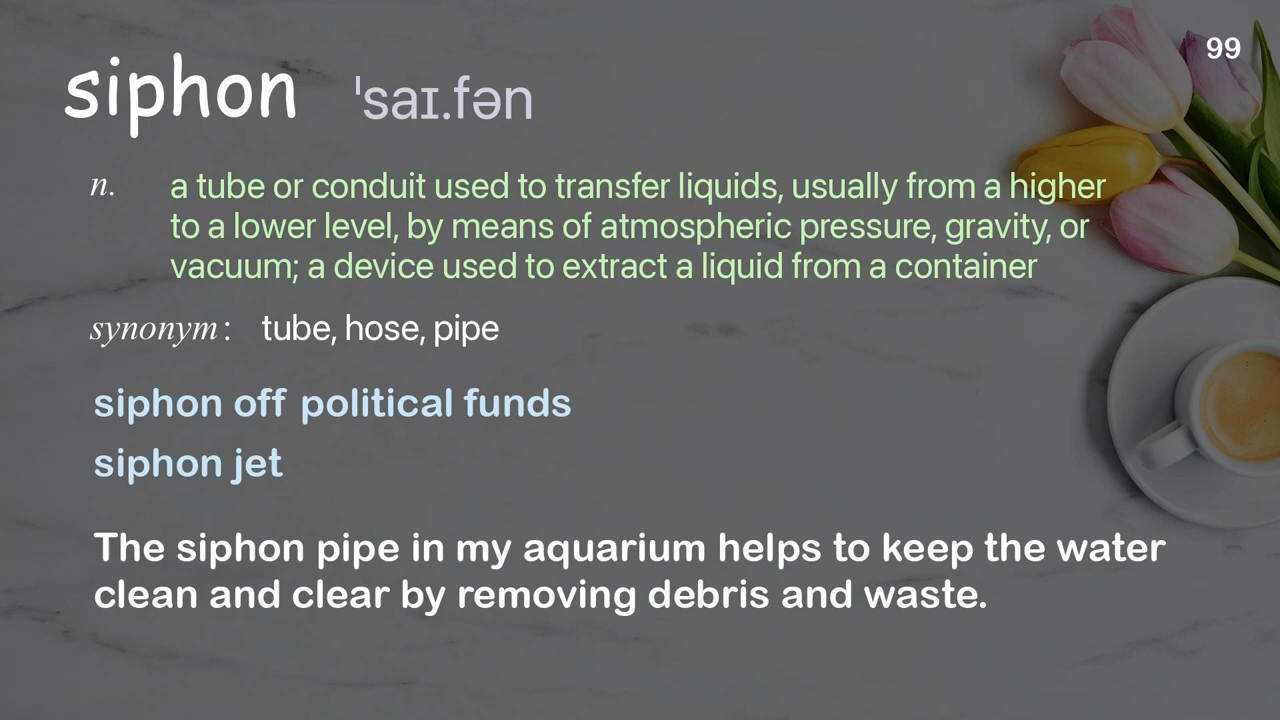 99
siphon ˈsaɪ.fən
n. a tube or conduit used to transfer liquids, usually from a higher
to a lower level, by means of atmospheric pressure, gravity, or
vacuum; a device used to extract a liquid from a container
synonym: tube, hose, pipe
siphon off political funds
siphon jet
The siphon pipe in my aquarium helps to keep the water
clean and clear by removing debris and waste.